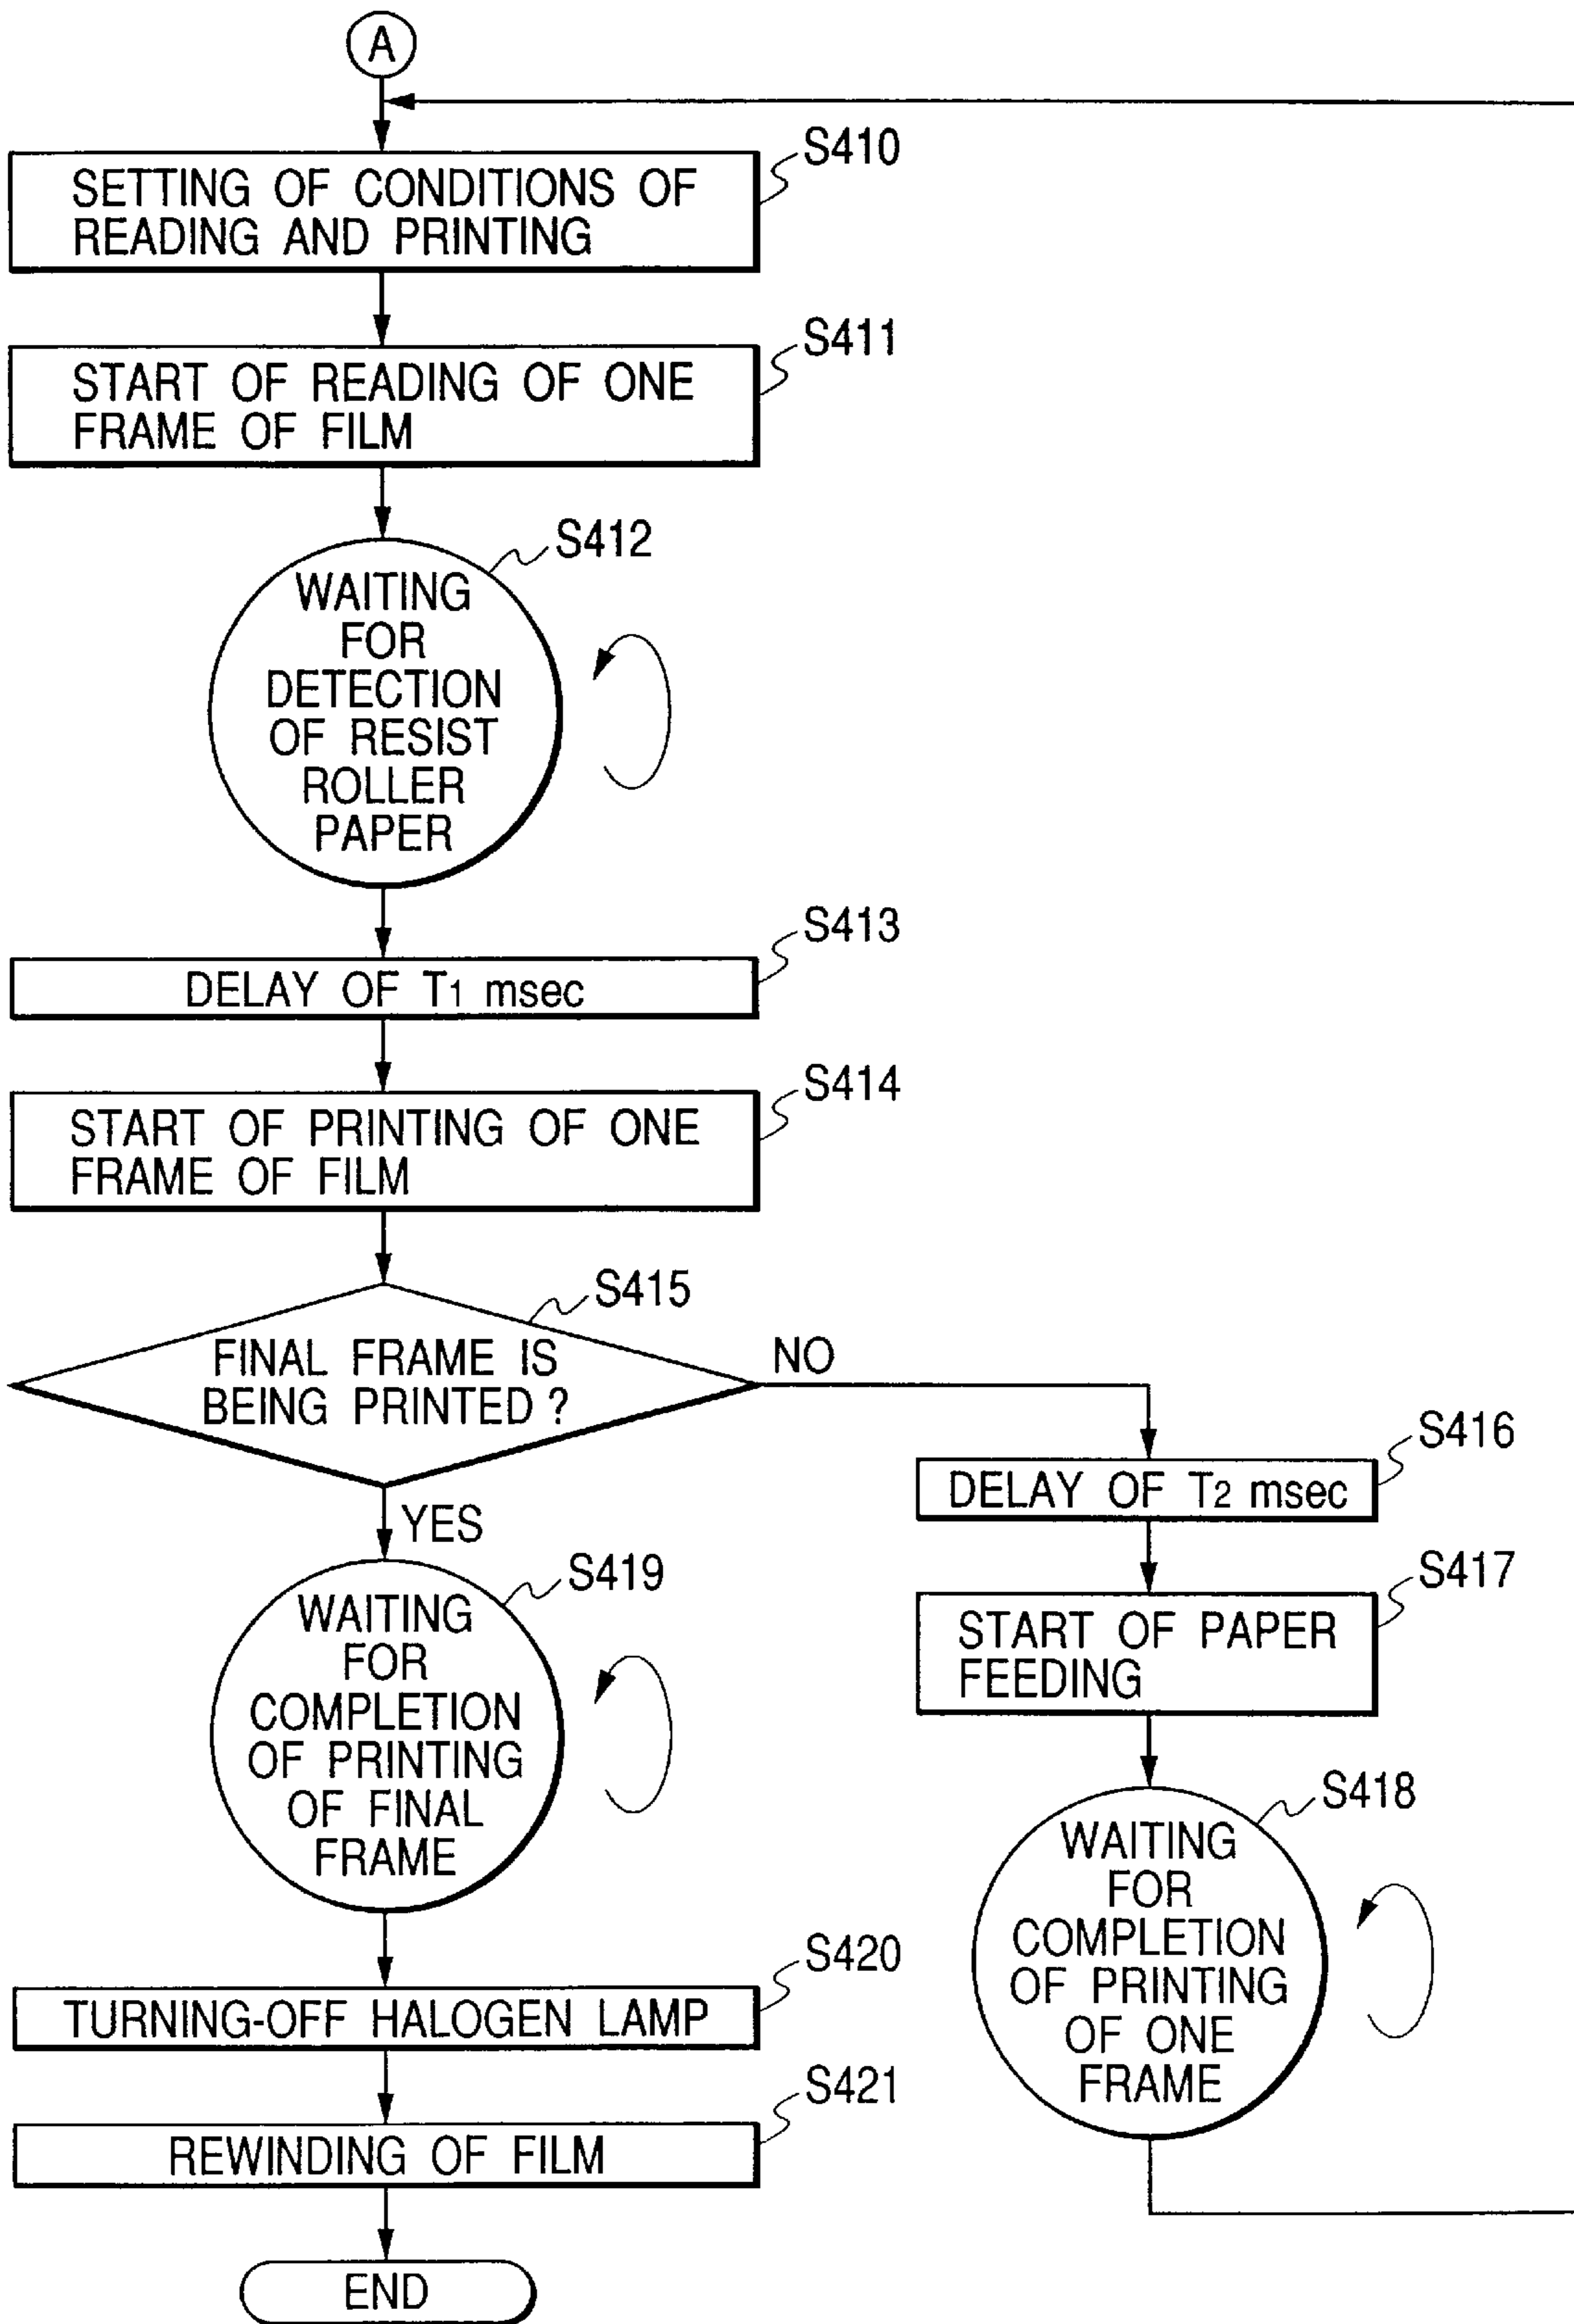 A
S410
SETTING OF CONDITIONS OF
READING AND PRINTING
S411
START OF READING OF ONE
FRAME OF FILM
S412
WAITING
FOR
DETECTION
OF RESIST
ROLLER
PAPER
S413
DELAY OF T1 msec
S414
START OF PRINTING OF ONE
FRAME OF FILM
S415
FINAL FRAME IS
BEING PRINTED ?
NO
S416
DELAY OF T2 msec
S417
START OF PAPER
FEEDING
S418
WAITING
FOR
COMPLETION
OF PRINTING
OF ONE
FRAME
YES
S419
WAITING
FOR
COMPLETION
OF PRINTING
OF FINAL
FRAME
S420
TURNING-OFF HALOGEN LAMP
S421
REWINDING OF FILM
END